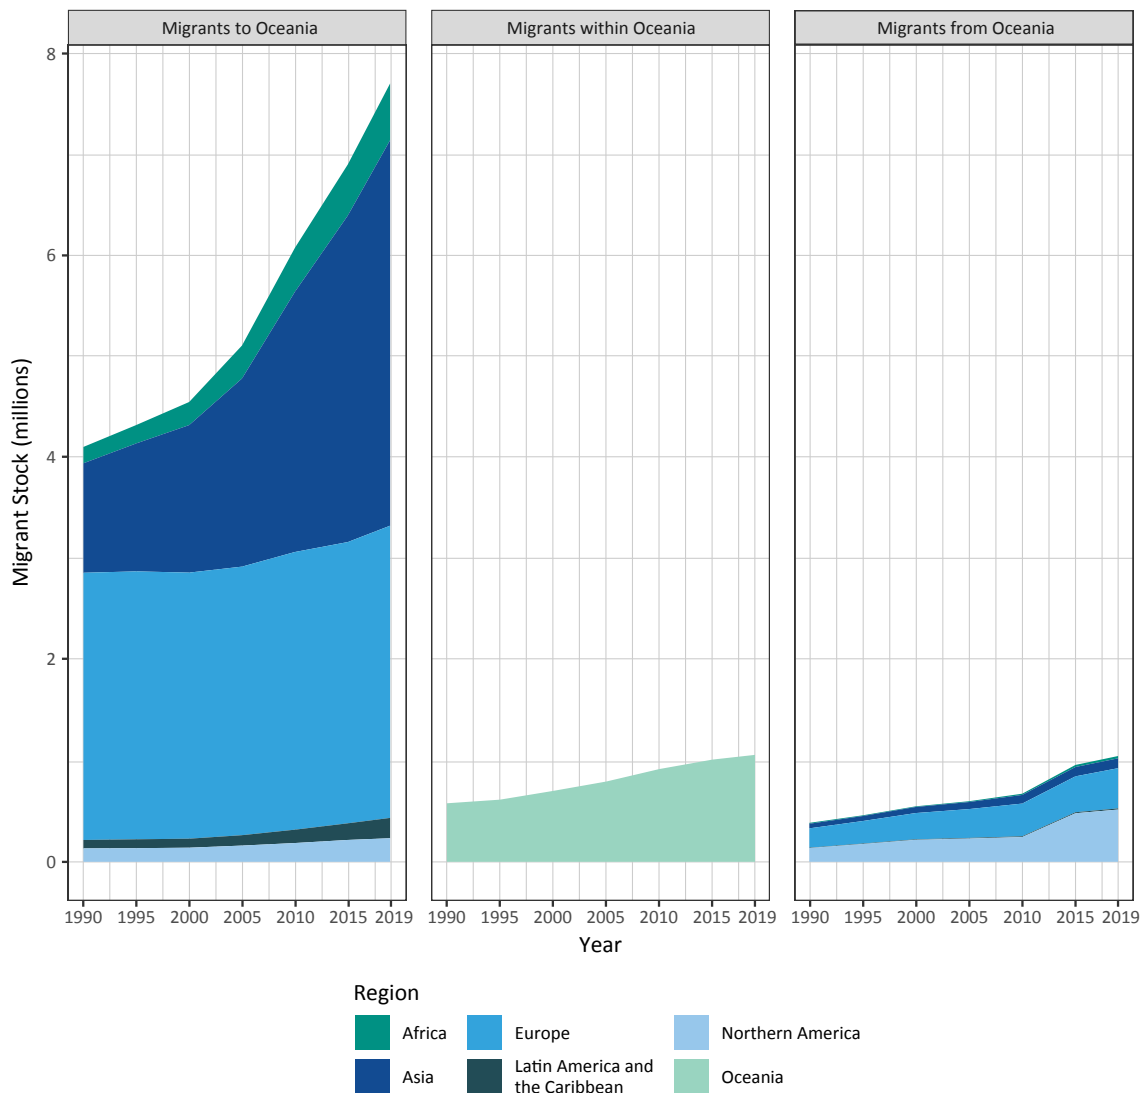 Migrants to Oceania
Migrants within Oceania
Migrants from Oceania
Migrant Stock (millions)
8
6
4
2
0
1990 1995 2000 2005 2010 2015 2019
1990 1995 2000 2005 2010 2015 2019
1990 1995 2000 2005 2010 2015 2019
Year
Region
Africa
Europe
Northern America
Asia
Latin America and
the Caribbean
Oceania